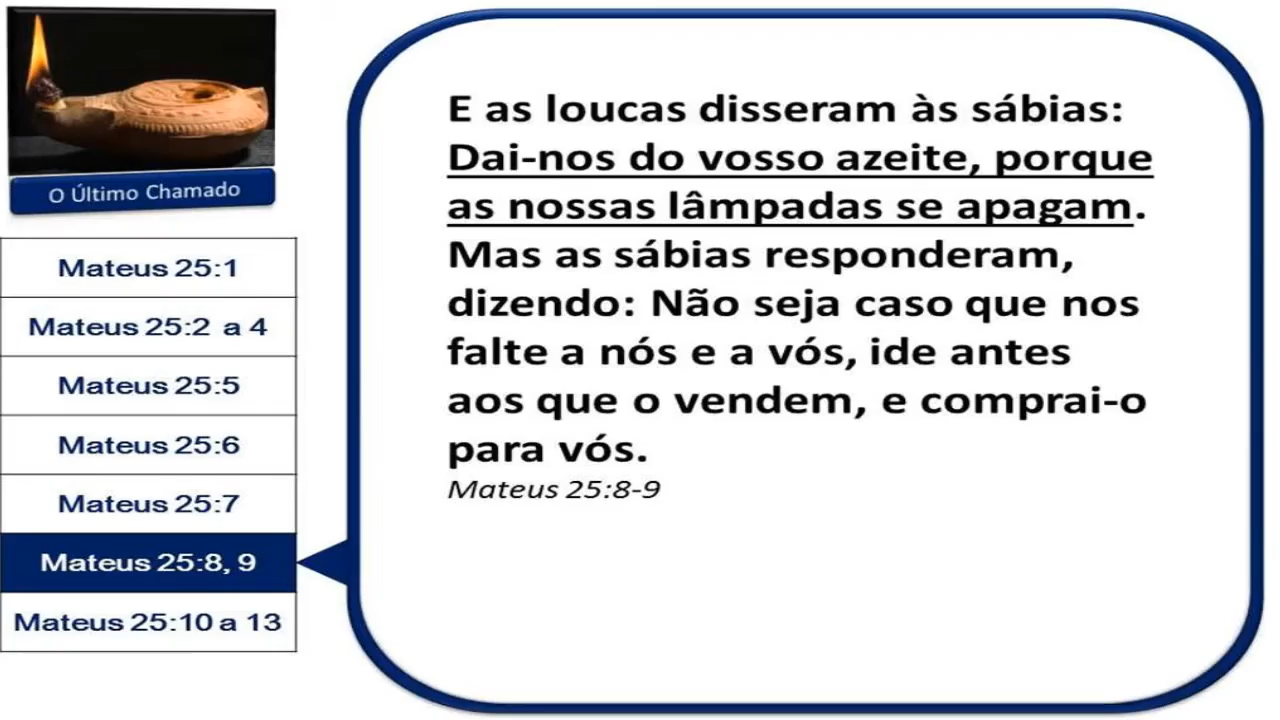 O Último Chamado
Mateus 25:1
Mateus 25:2 a 4
Mateus 25:5
Mateus 25:6
Mateus 25:7
Mateus 25:8, 9
Mateus 25:10 a 13
E as loucas disseram às sábias:
Dai-nos do vosso azeite, porque
as nossas lâmpadas se apagam.
Mas as sábias responderam,
dizendo: Não seja caso que nos
falte a nós e a vós, ide antes
aos que o vendem, e comprai-o
para vós.
Mateus 25:8-9